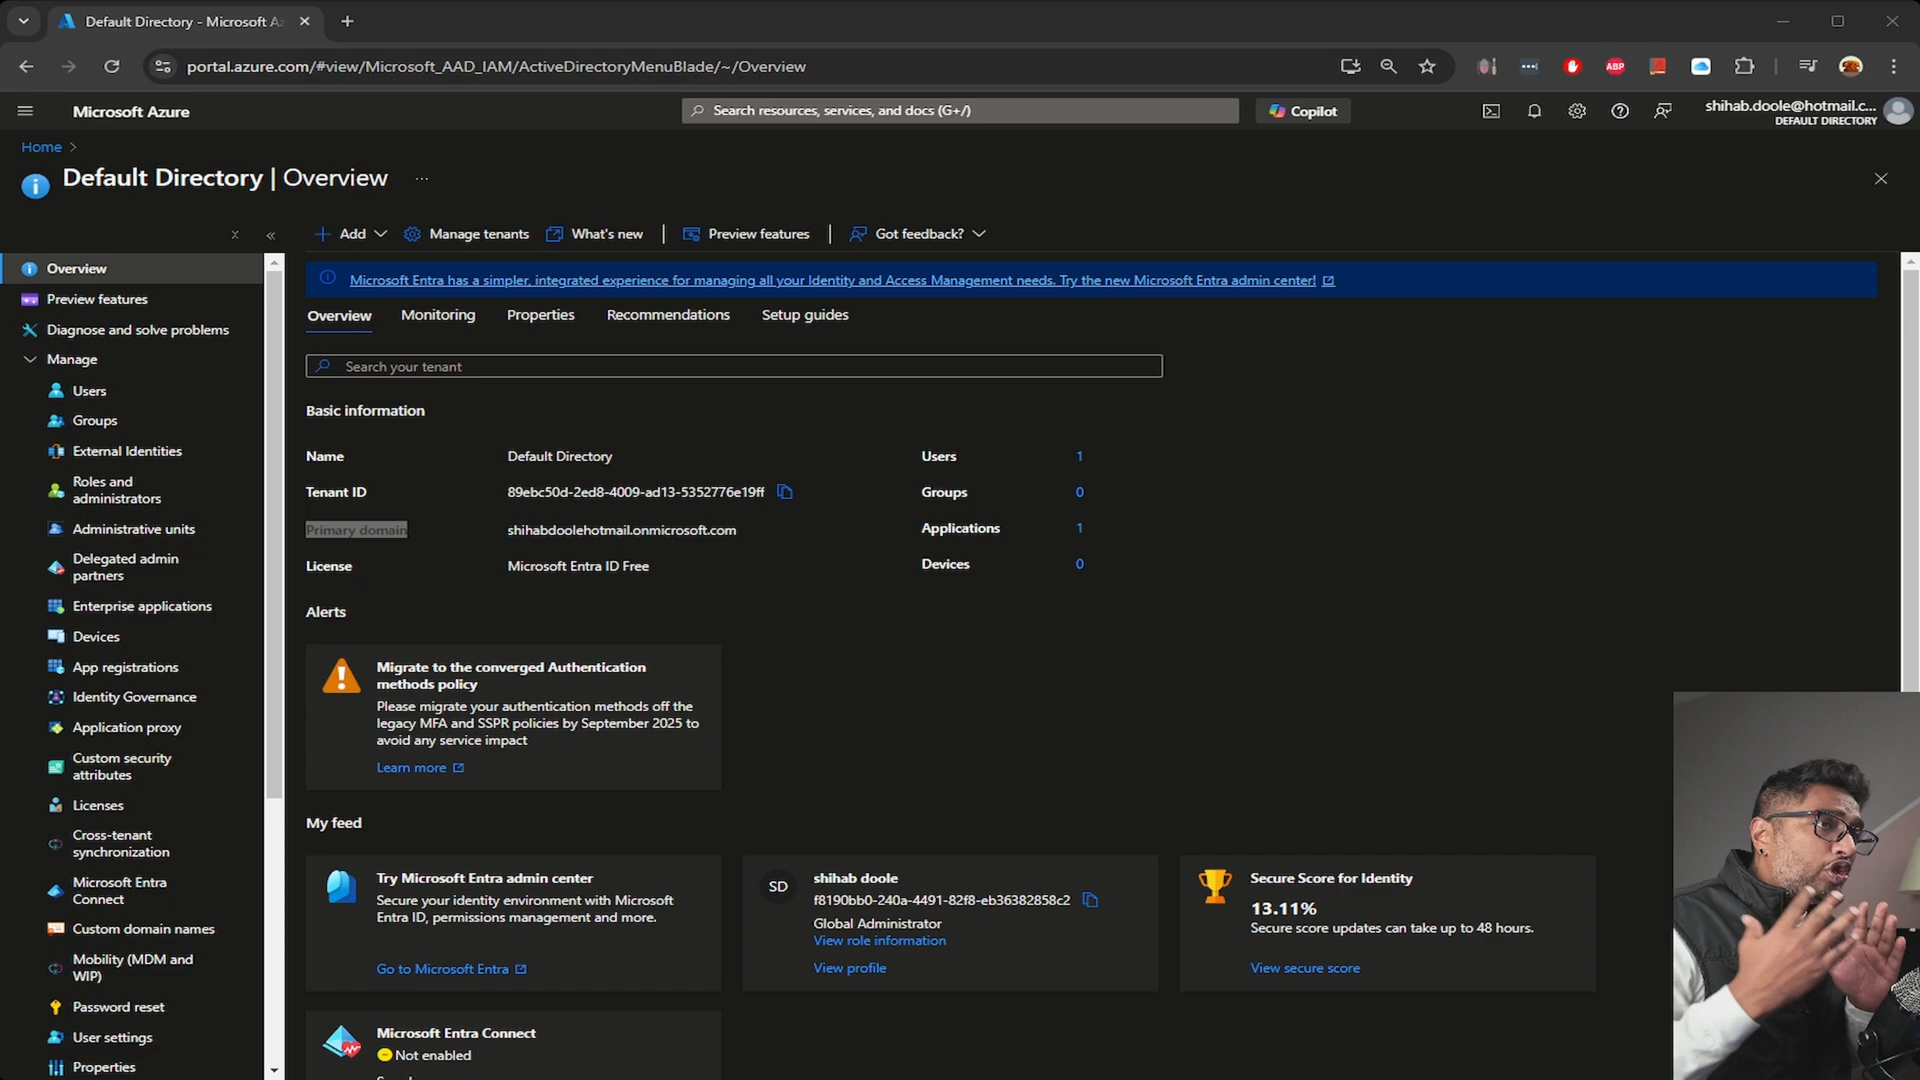 Default Directory - Microsoft Az
portal.azure.com/#view/Microsoft_AAD_IAM/ActiveDirectoryMenuBlade/~/Overview
ABP
Microsoft Azure
Search resources, services, and docs (G+/)
Copilot
shihab.doole@hotmail.c...
DEFAULT DIRECTORY
Home >
Default Directory | Overview ...
Add
Manage tenants
What's new
Preview features
Got feedback?
Overview
Preview features
Diagnose and solve problems
Manage
Users
Groups
External Identities
Roles and
administrators
Administrative units
Delegated admin
partners
Enterprise applications
Devices
App registrations
Identity Governance
Application proxy
Custom security
attributes
Licenses
Cross-tenant
synchronization
Microsoft Entra
Connect
Custom domain names
Mobility (MDM and
WIP)
Password reset
User settings
Properties
Microsoft Entra has a simpler, integrated experience for managing all your Identity and Access Management needs. Try the new Microsoft Entra admin center!
Overview
Monitoring
Properties
Recommendations
Setup guides
Search your tenant
Basic information
Name Default Directory
Tenant ID 89ebc50d-2ed8-4009-ad13-5352776e19ff
Primary domain shihabdoolehotmail.onmicrosoft.com
License Microsoft Entra ID Free
Users 1
Groups 0
Applications 1
Devices 0
Alerts
Migrate to the converged Authentication
methods policy
Please migrate your authentication methods off the
legacy MFA and SSPR policies by September 2025 to
avoid any service impact
Learn more
My feed
Try Microsoft Entra admin center
Secure your identity environment with Microsoft
Entra ID, permissions management and more.
Go to Microsoft Entra
SD
shihab doole
f8190bb0-240a-4491-82f8-eb36382858c2
Global Administrator
View role information
View profile
Secure Score for Identity
13.11%
Secure score updates can take up to 48 hours.
View secure score
Microsoft Entra Connect
Not enabled